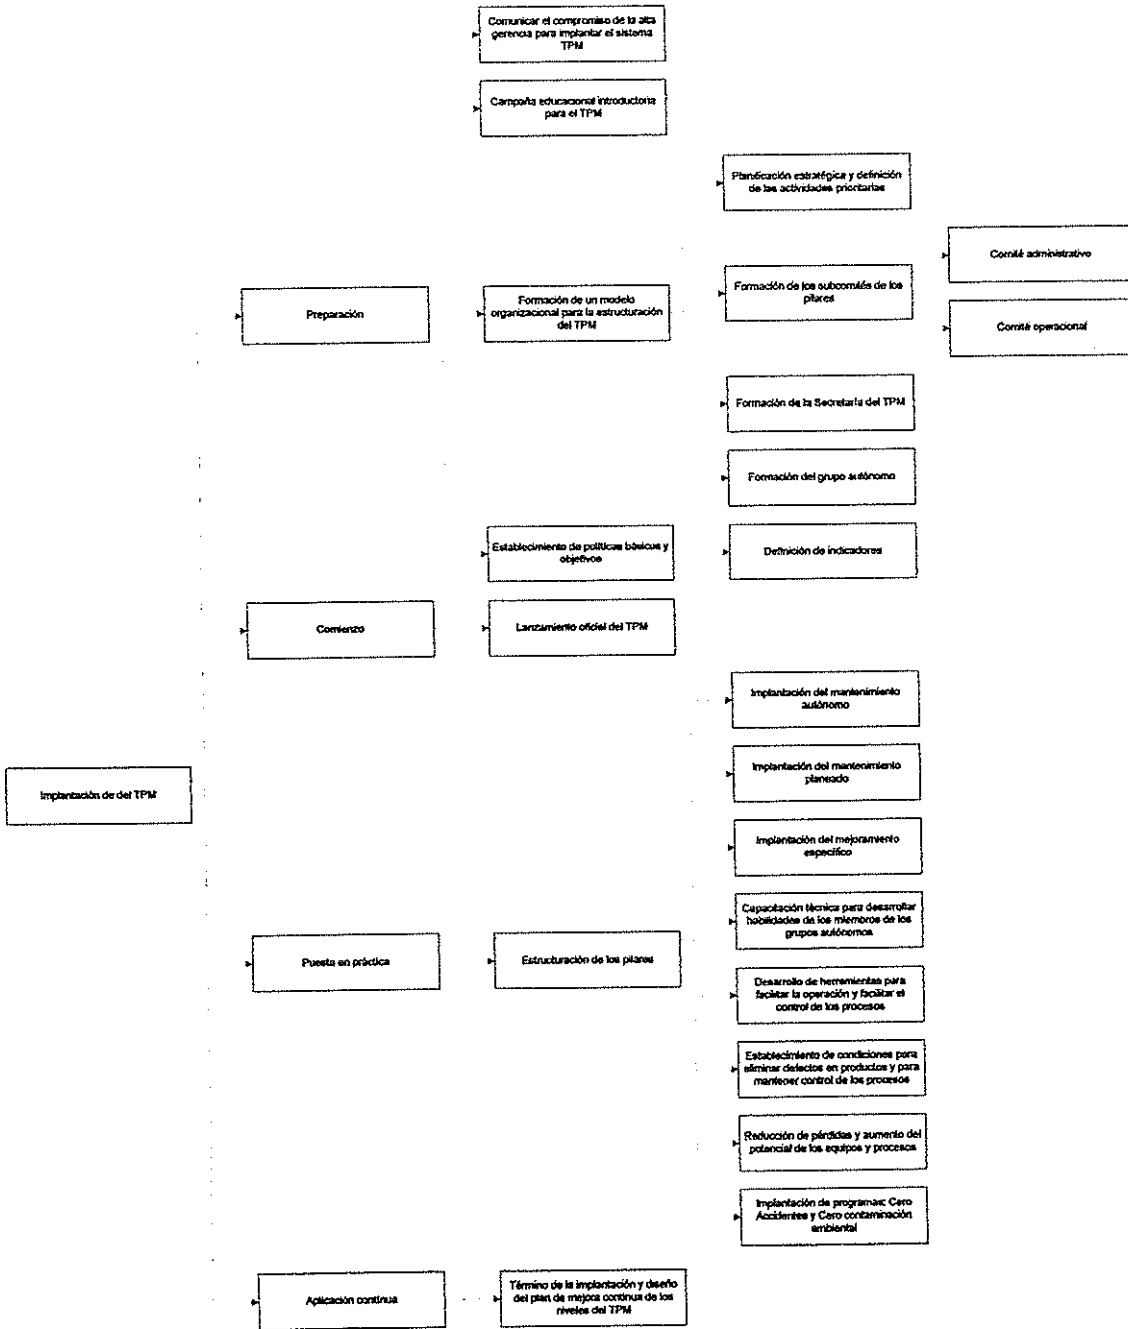 Comunicar el compromiso de la alta
gerencia para implantar el sistema
TPM
Campaña educacional introductoria
para el TPM
Planificación estratégica y definición
de las actividades prioritarias
Comité administrativo
Formación de los subcomités de los
pilares
Preparación
Formación de un modelo
organizacional para la estructuración
del TPM
Comité operacional
Formación de la Secretaría del TPM
Formación del grupo autónomo
Establecimiento de políticas básicas y
objetivos
Definición de indicadores
Comienzo
Lanzamiento oficial del TPM
Implantación del mantenimiento
autónomo
Implantación de del TPM
Implantación del mantenimiento
planeado
Implantación del mejoramiento
específico
Capacitación técnica para desarrollar
habilidades de los miembros de los
grupos autónomos
Puesta en práctica
Estructuración de los pilares
Desarrollo de herramientas para
facilitar la operación y facilitar el
control de los procesos
Establecimiento de condiciones para
eliminar defectos en productos y para
mantener control de los procesos
Reducción de pérdidas y aumento del
potencial de los equipos y procesos
Implantación de programas: Cero
Accidentes y Cero contaminación
ambiental
Aplicación continua
Término de la implantación y diseño
del plan de mejora continua de los
niveles del TPM